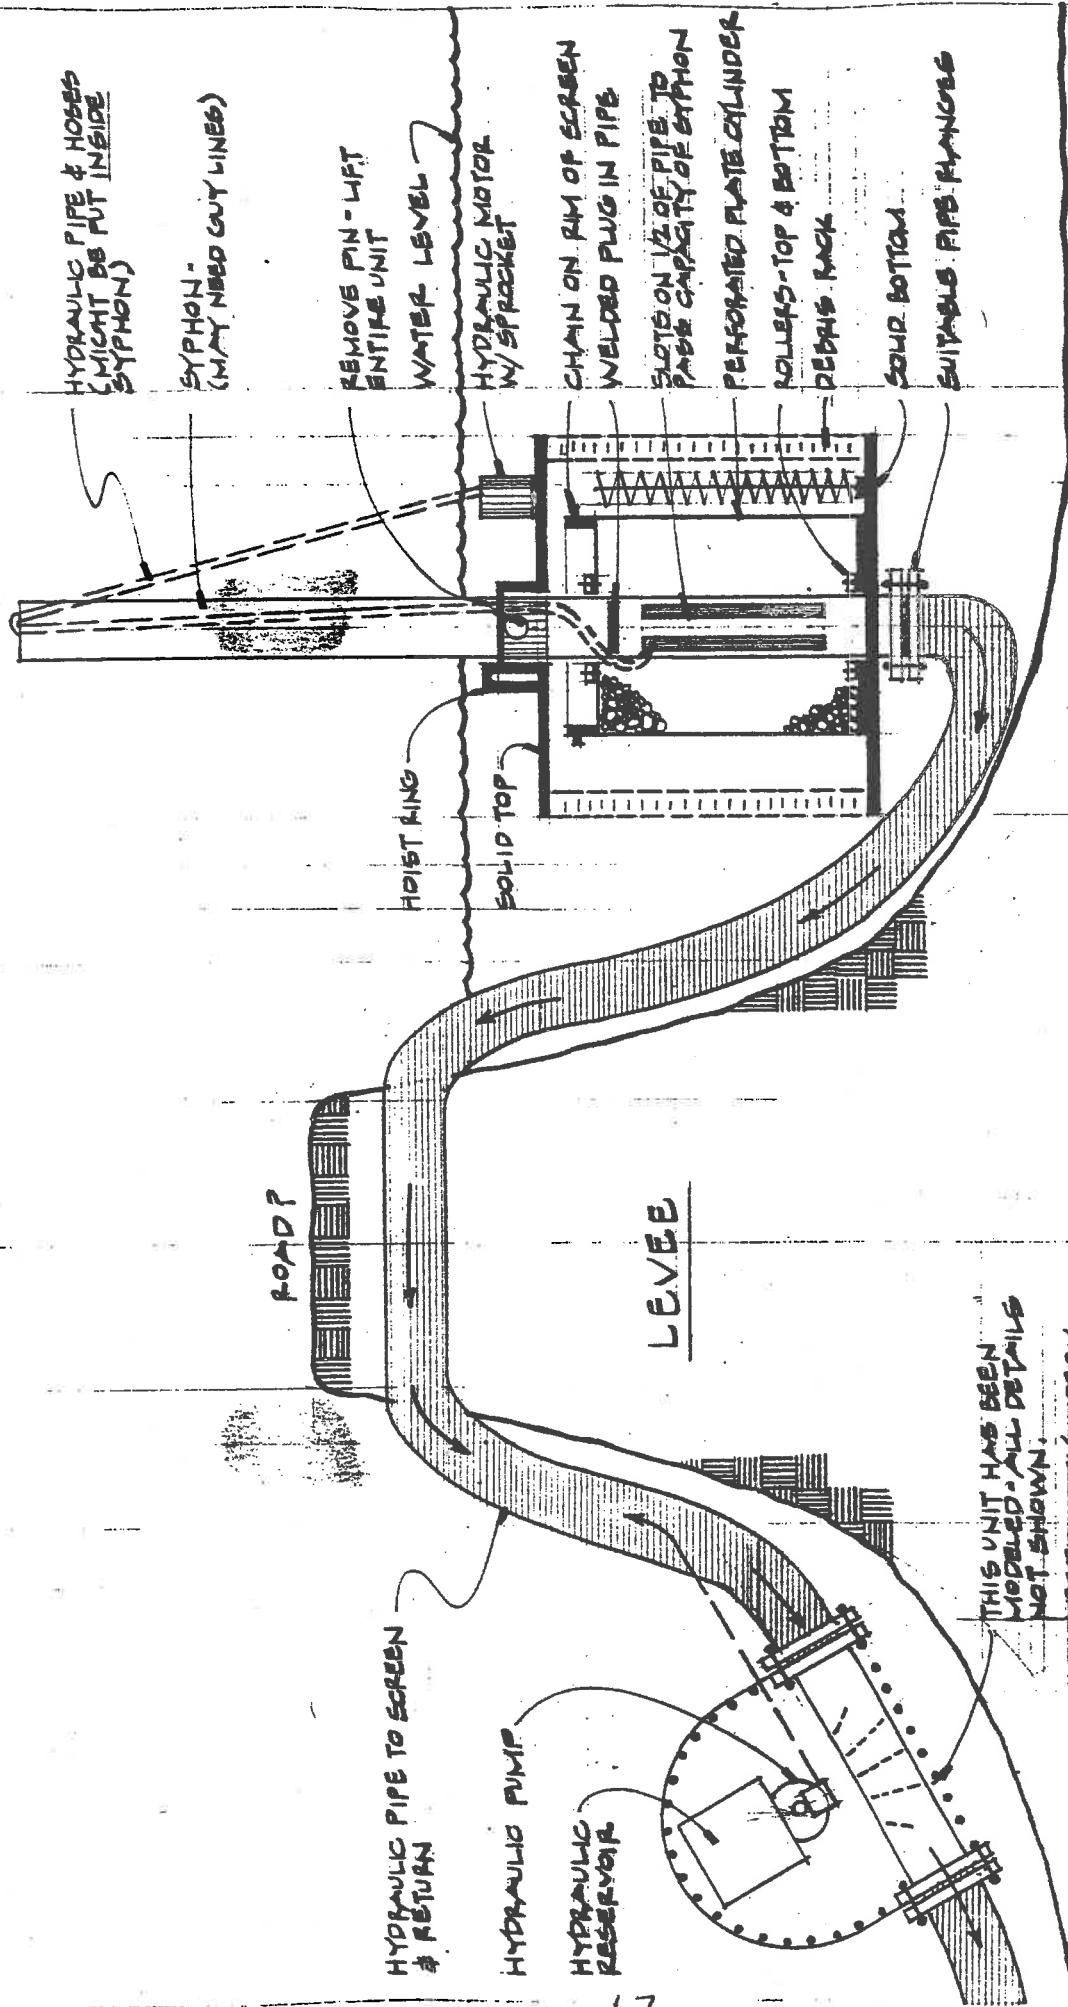 HYDRAULIC PIPE & HOSES
(MIGHT BE PUT INSIDE
SYPHON)
SYPHON -
(MAY NEED GUY LINES)
REMOVE PIN - LIFT
ENTIRE UNIT
WATER LEVEL
HYDRAULIC MOTOR
W/ SPROCKET
CHAIN ON RIM OF SCREEN
WELDED PLUG IN PIPE
SLOTS ON 1/2 OF PIPE TO
PASS CAPACITY OF SYPHON
PERFORATED PLATE CYLINDER
ROLLERS - TOP & BOTTOM
DEBRIS RACK
SOLID BOTTOM
SUITABLE PIPE FLANGES
HOIST RING
SOLID TOP
ROAD?
LEVEE
HYDRAULIC PIPE TO SCREEN
& RETURN
HYDRAULIC PUMP
HYDRAULIC
RESERVOIR
THIS UNIT HAS BEEN
MODELED - ALL DETAILS
NOT SHOWN.